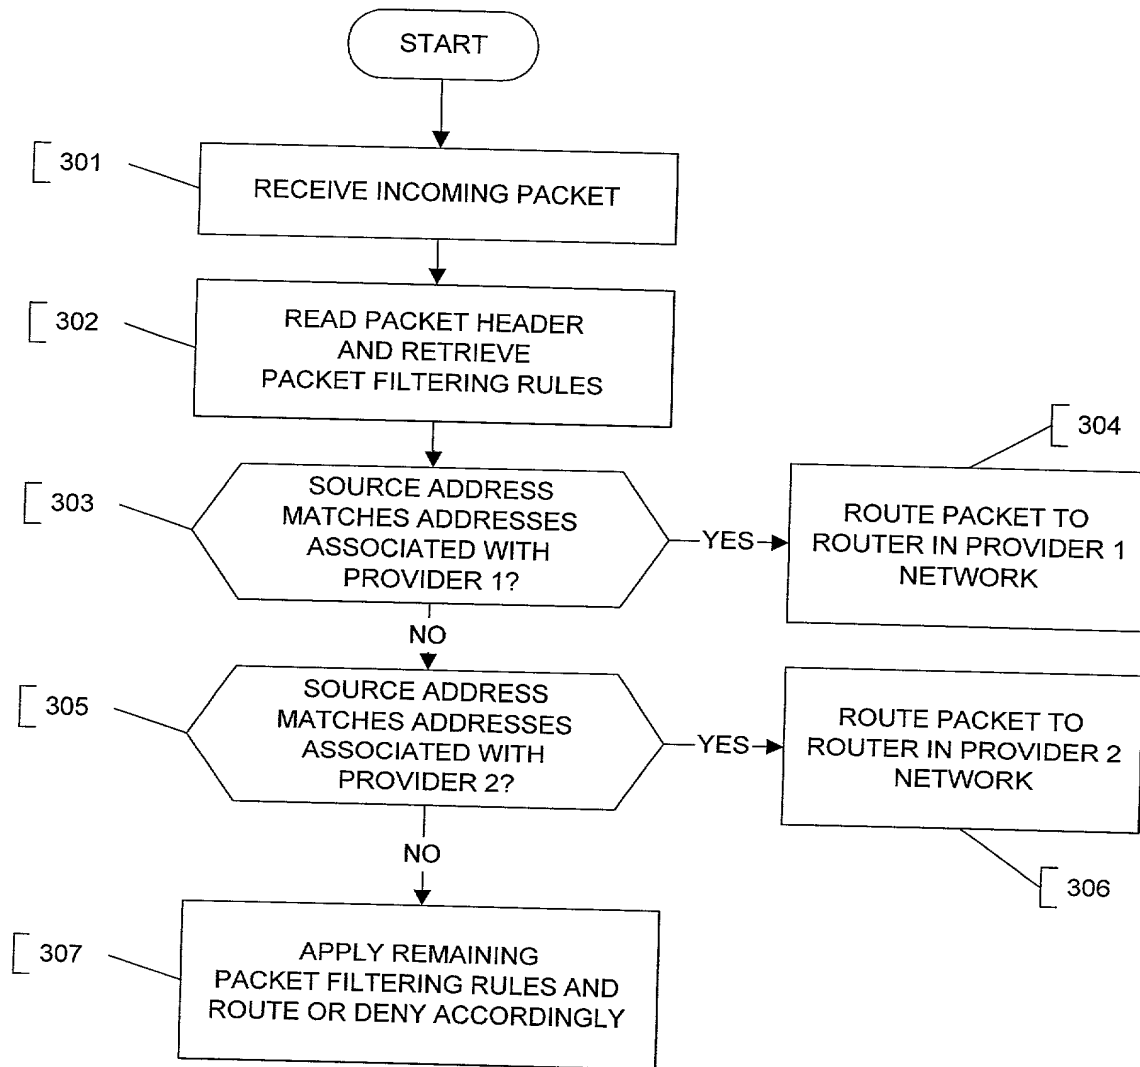 START
301
RECEIVE INCOMING PACKET
302
READ PACKET HEADER
AND RETRIEVE
PACKET FILTERING RULES
303
SOURCE ADDRESS
MATCHES ADDRESSES
ASSOCIATED WITH
PROVIDER 1?
YES
304
ROUTE PACKET TO
ROUTER IN PROVIDER 1
NETWORK
NO
305
SOURCE ADDRESS
MATCHES ADDRESSES
ASSOCIATED WITH
PROVIDER 2?
YES
ROUTE PACKET TO
ROUTER IN PROVIDER 2
NETWORK
306
NO
307
APPLY REMAINING
PACKET FILTERING RULES AND
ROUTE OR DENY ACCORDINGLY